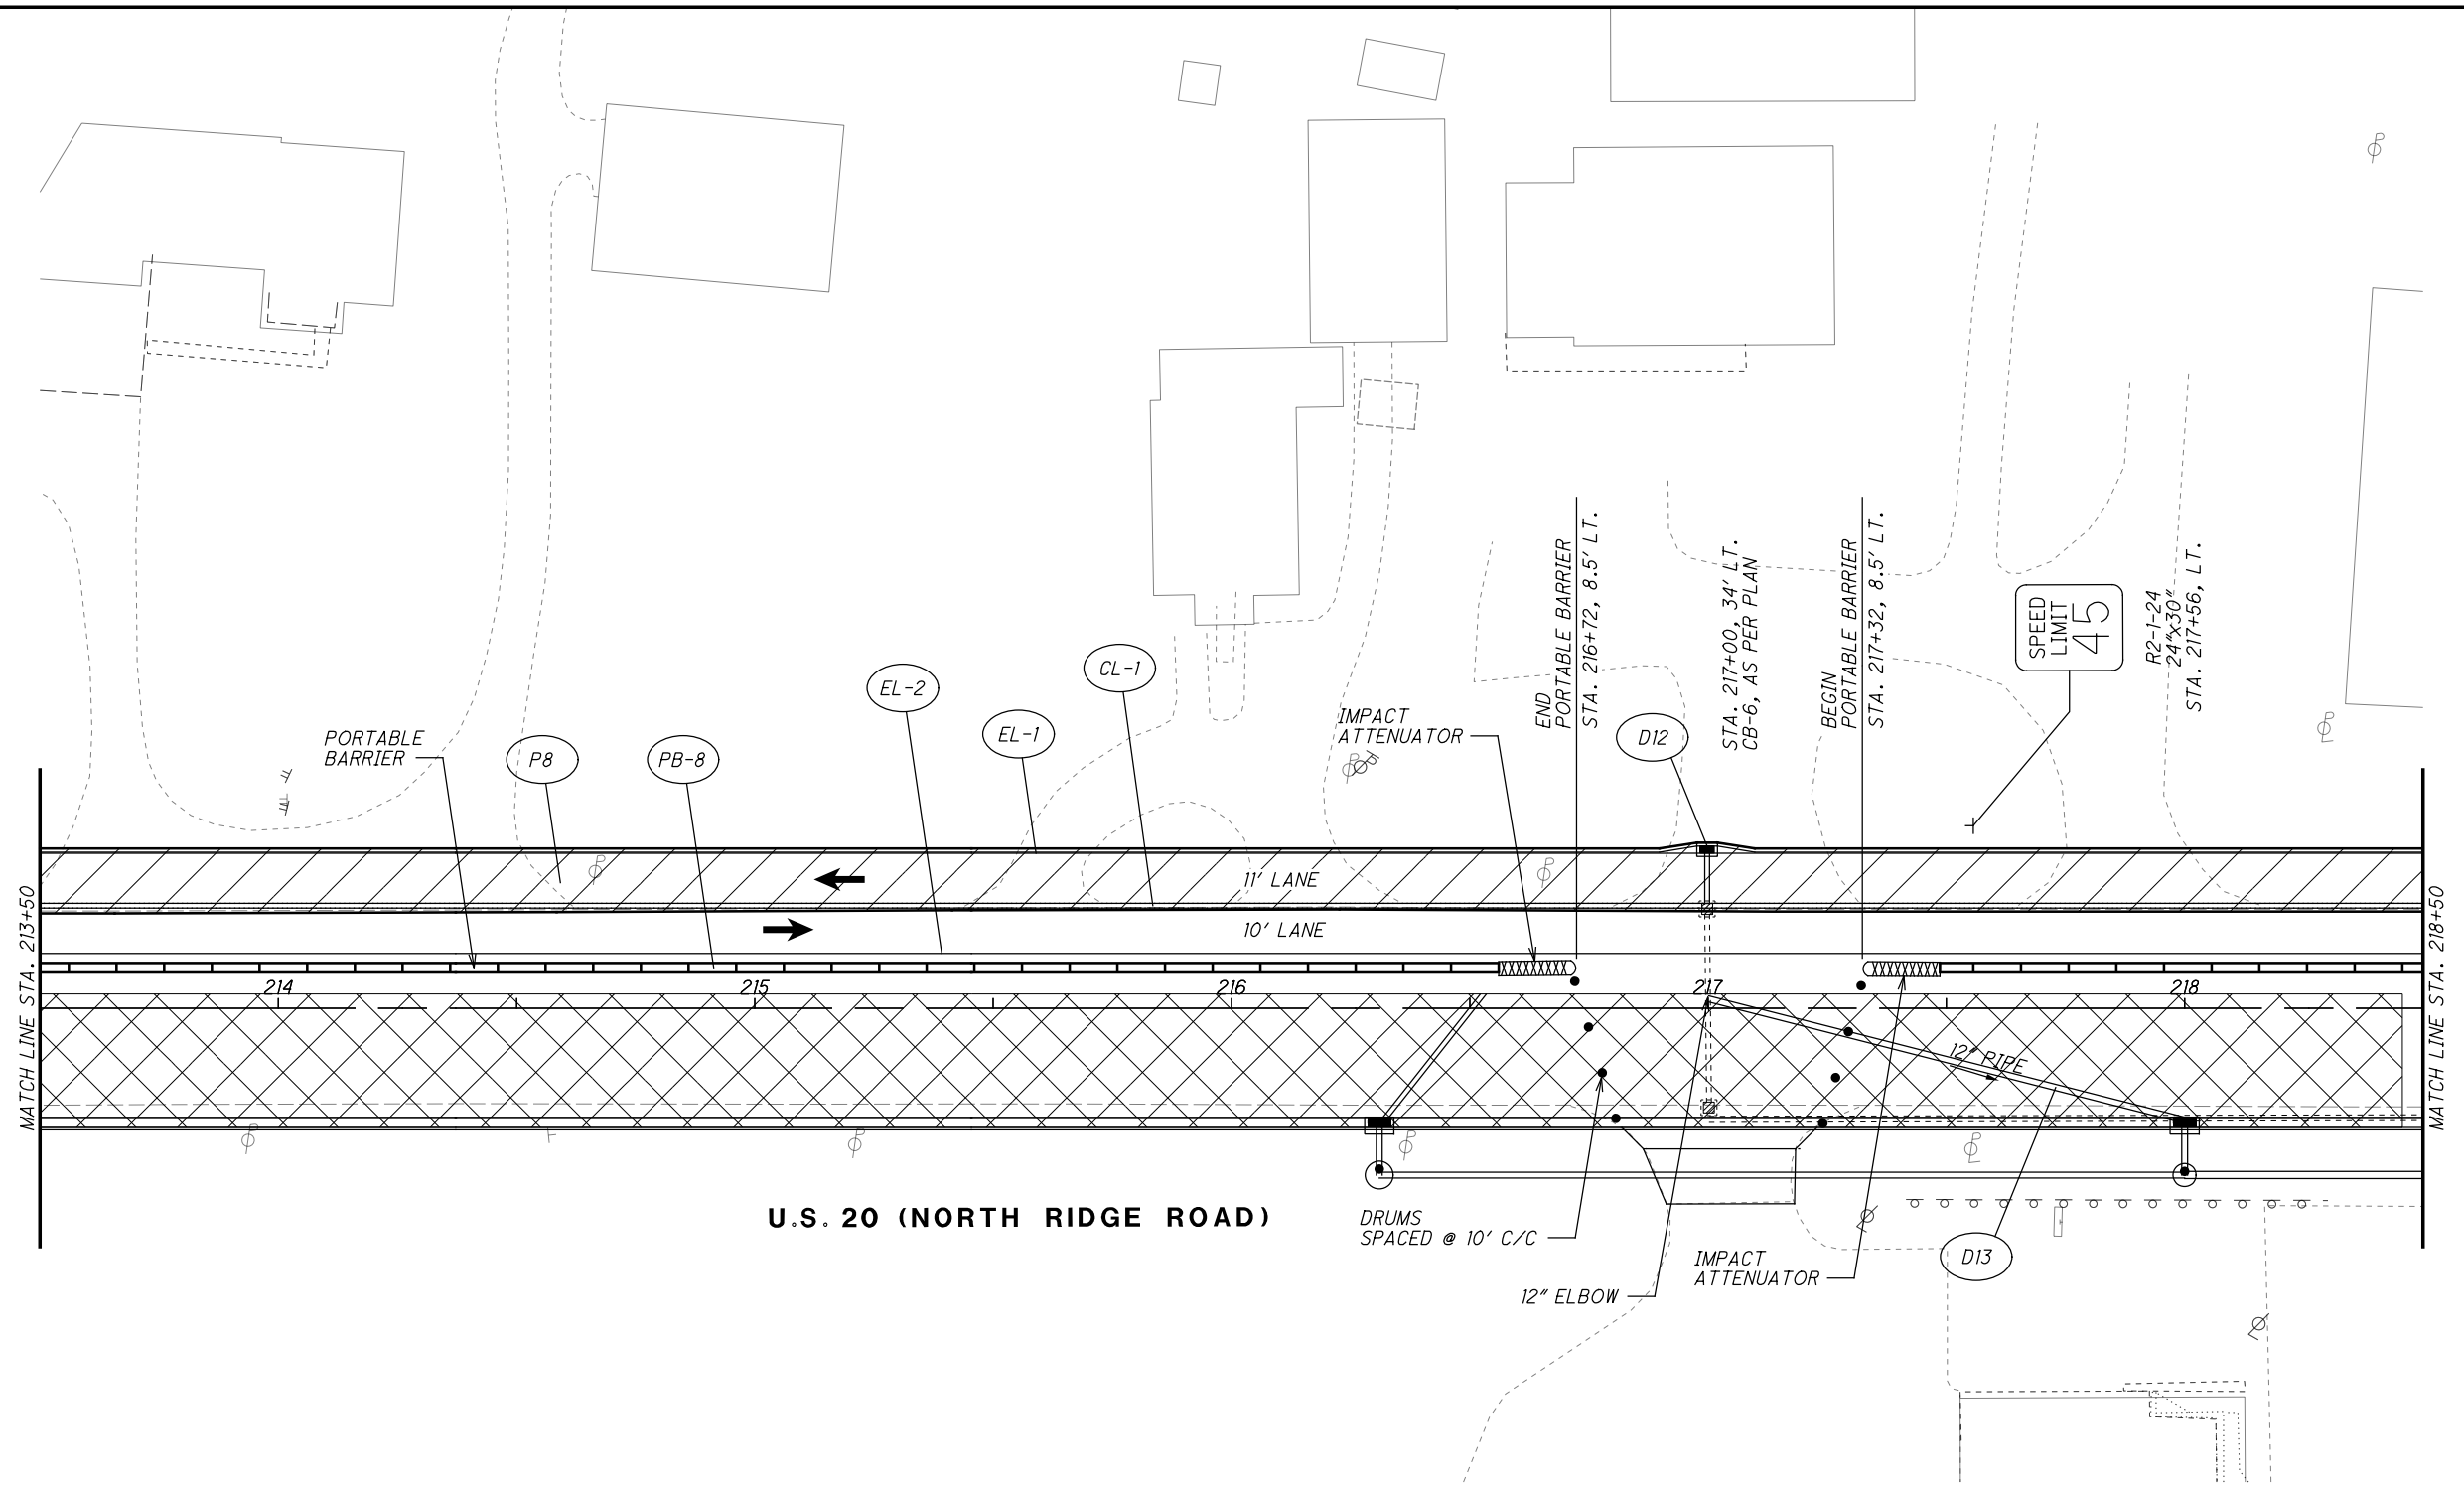 END
PORTABLE BARRIER
STA. 216+72, 8.5' LT.
STA. 217+00, 34' LT.
CB-6, AS PER PLAN
BEGIN
PORTABLE BARRIER
STA. 217+32, 8.5' LT.
SPEED
LIMIT
45
R2-1-24
24"x30"
STA. 217+56, LT.
CL-1
EL-2
EL-1
IMPACT
ATTENUATOR
D12
PORTABLE
BARRIER
P8
PB-8
11' LANE
10' LANE
MATCH LINE STA. 213+50
MATCH LINE STA. 218+50
214
215
216
217
218
12" PIPE
U.S. 20 (NORTH RIDGE ROAD)
DRUMS
SPACED @ 10' C/C
IMPACT
ATTENUATOR
D13
12" ELBOW